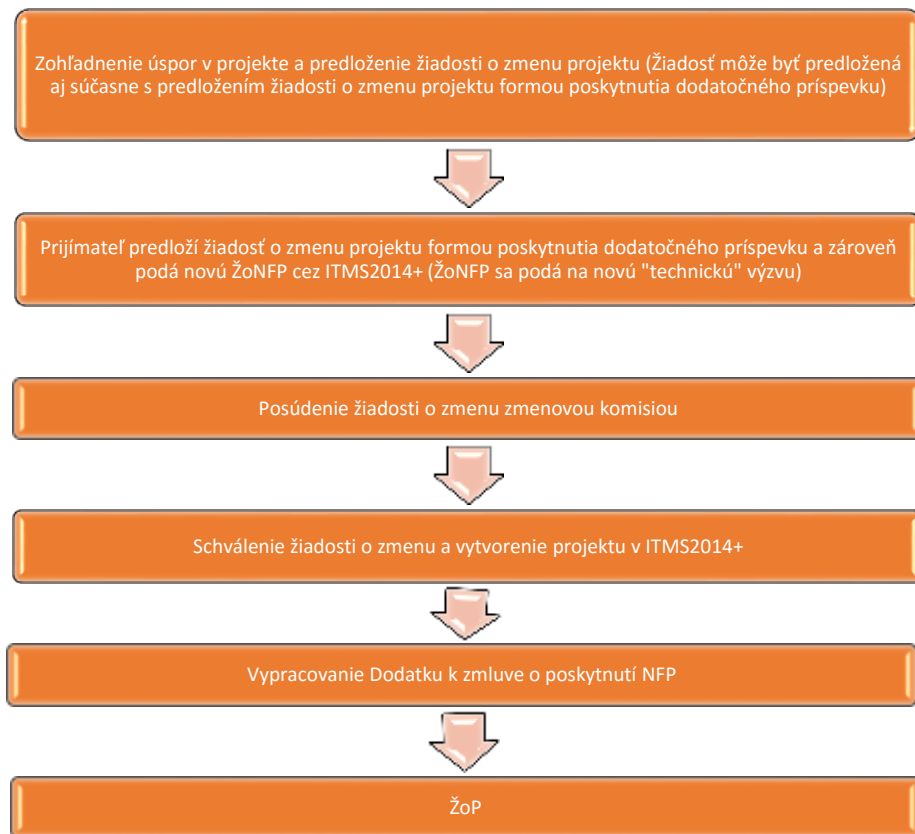 Zohľadnenie úspor v projekte a predloženie žiadosti o zmenu projektu (Žiadosť môže byť predložená
aj súčasne s predložením žiadosti o zmenu projektu formou poskytnutia dodatočného príspevku)
Prijímateľ predloží žiadosť o zmenu projektu formou poskytnutia dodatočného príspevku a zároveň
podá novú ŽoNFP cez ITMS2014+ (ŽoNFP sa podá na novú "technickú" výzvu)
Posúdenie žiadosti o zmenu zmenovou komisiou
Schválenie žiadosti o zmenu a vytvorenie projektu v ITMS2014+
Vypracovanie Dodatku k zmluve o poskytnutí NFP
ŽoP